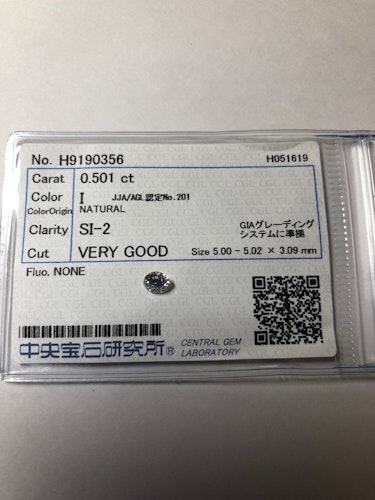 No. H9190356 H051619
Carat 0.501 ct
Color I JJA/AGL認定No.201
ColorOrigin NATURAL
Clarity SI-2 GIAグレーディング
システムに準拠
Cut VERY GOOD Size 5.00 - 5.02 × 3.09 mm
Fluo. NONE
中央宝石研究所® CENTRAL GEM
LABORATORY